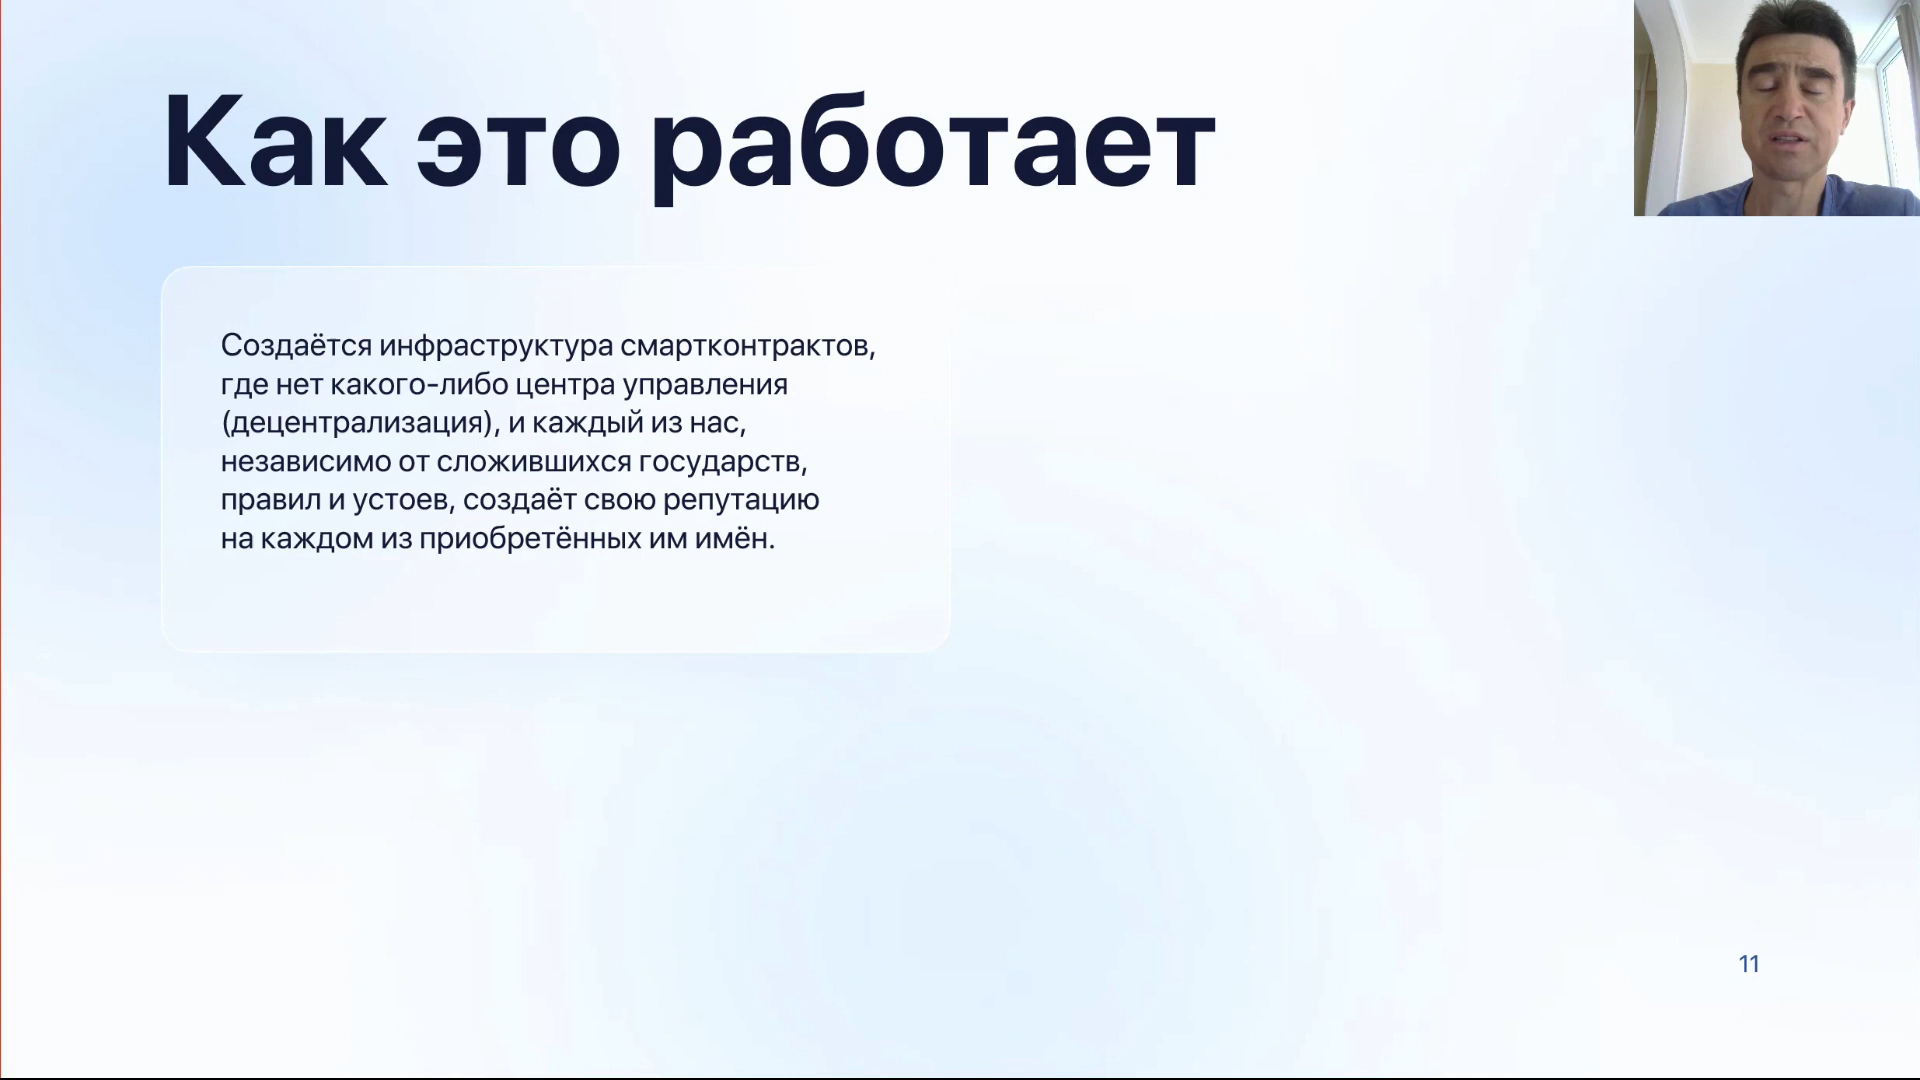 Как это работает
Создаётся инфраструктура смартконтрактов,
где нет какого-либо центра управления
(децентрализация), и каждый из нас,
независимо от сложившихся государств,
правил и устоев, создаёт свою репутацию
на каждом из приобретённых им имён.
11